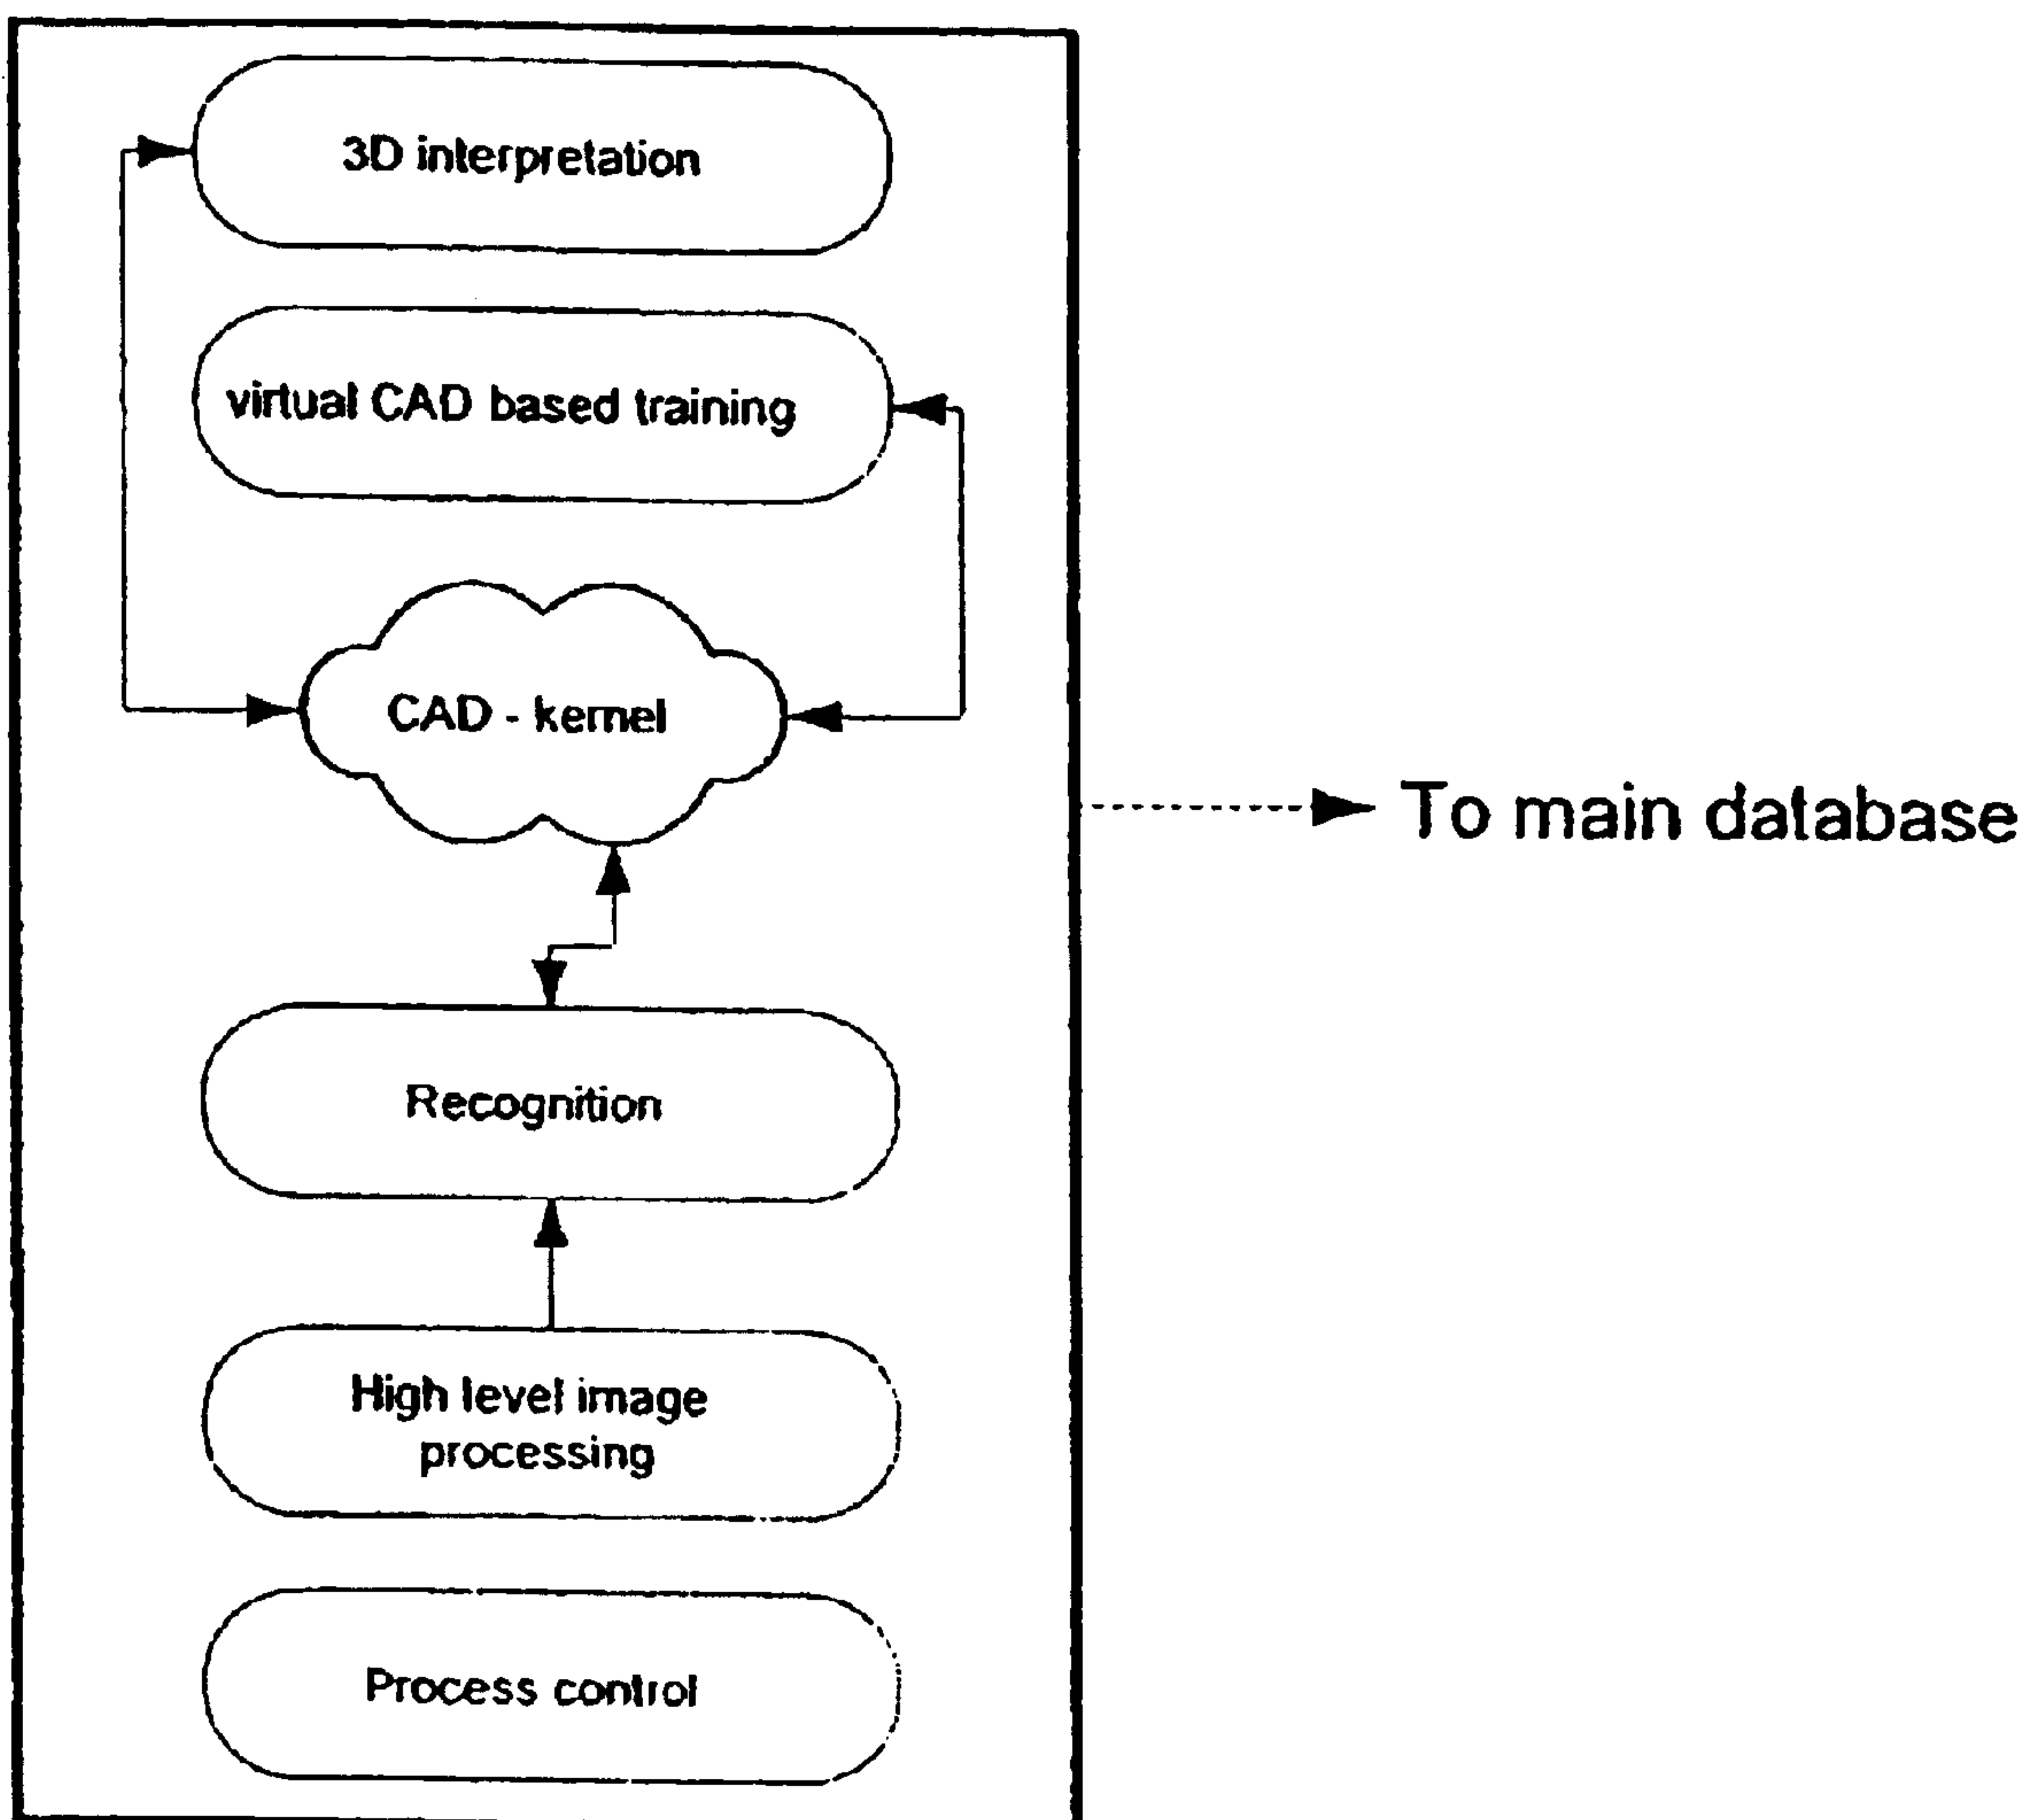 3D interpretation
virtual CAD based training
CAD - kernel
To main database
Recognition
High level image
processing
Process control